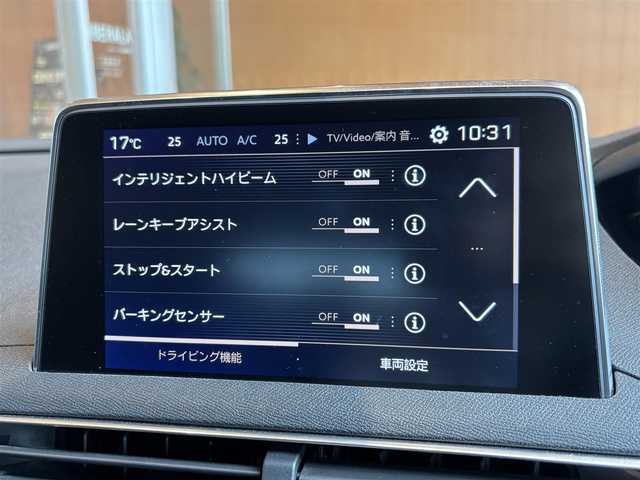 17℃ 25 AUTO A/C 25 TV/Video/案内 音... 10:31
インテリジェントハイビーム OFF ON
レーンキープアシスト OFF ON
ストップ&スタート OFF ON
パーキングセンサー OFF ON
ドライビング機能 車両設定